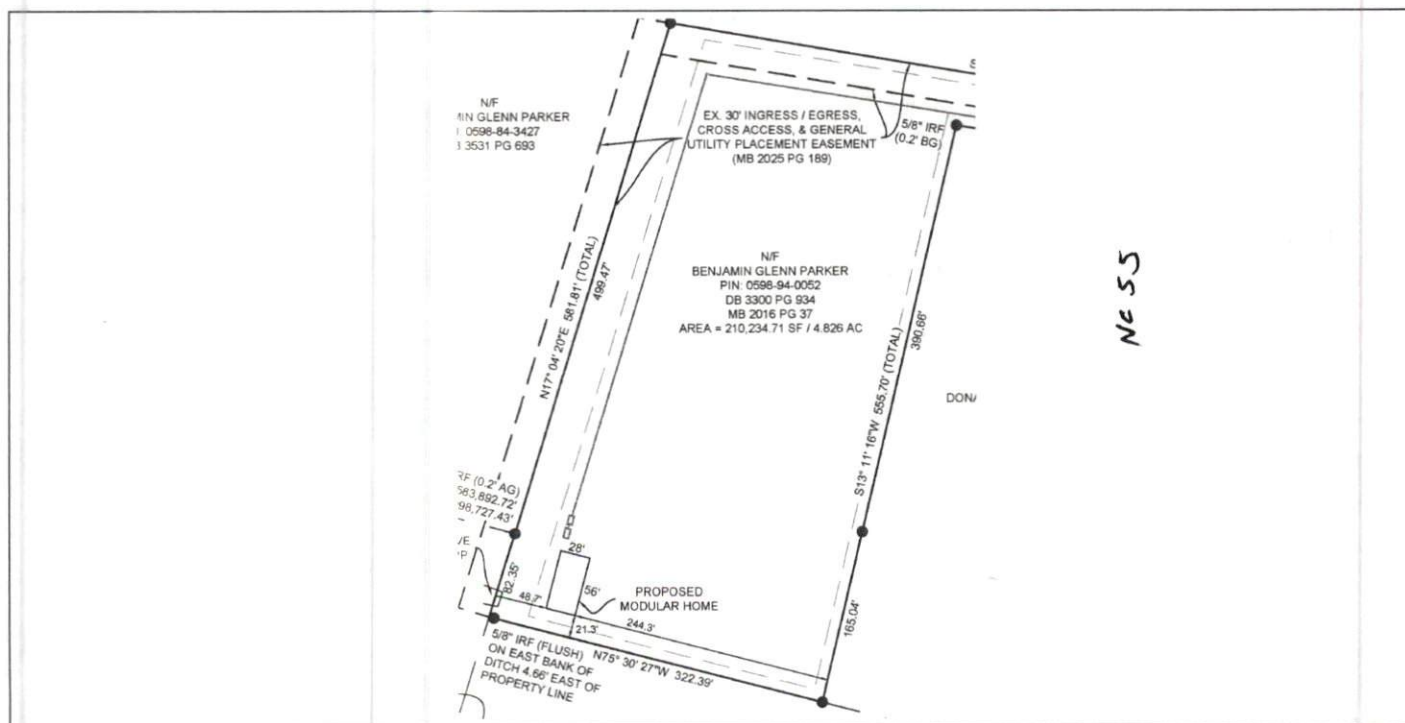 N/F
MIN GLENN PARKER
0598-84-3427
3531 PG 693
EX. 30' INGRESS / EGRESS,
CROSS ACCESS, & GENERAL
UTILITY PLACEMENT EASEMENT
(MB 2025 PG 189)
5/8" IRF
(0.2' BG)
N17° 04' 20"E 581.81' (TOTAL)
499.47'
N/F
BENJAMIN GLENN PARKER
PIN: 0598-94-0052
DB 3300 PG 934
MB 2016 PG 37
AREA = 210,234.71 SF / 4.826 AC
NC 55
S13° 11' 16"W 555.70' (TOTAL)
390.66'
DONA
RF (0.2' AG)
583,892.72'
98,727.43'
VE
P
82.35'
28'
56'
48.7'
PROPOSED
MODULAR HOME
21.3'
244.3'
165.04'
5/8" IRF (FLUSH)
ON EAST BANK OF
DITCH 4.66' EAST OF
PROPERTY LINE
N75° 30' 27"W 322.39'